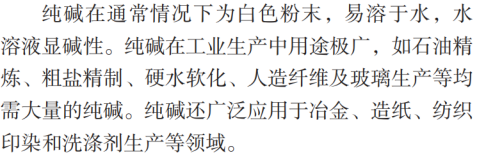 纯碱在通常情况下为白色粉末，易溶于水，水
溶液显碱性。纯碱在工业生产中用途极广，如石油精
炼、粗盐精制、硬水软化、人造纤维及玻璃生产等均
需大量的纯碱。纯碱还广泛应用于冶金、造纸、纺织
印染和洗涤剂生产等领域。